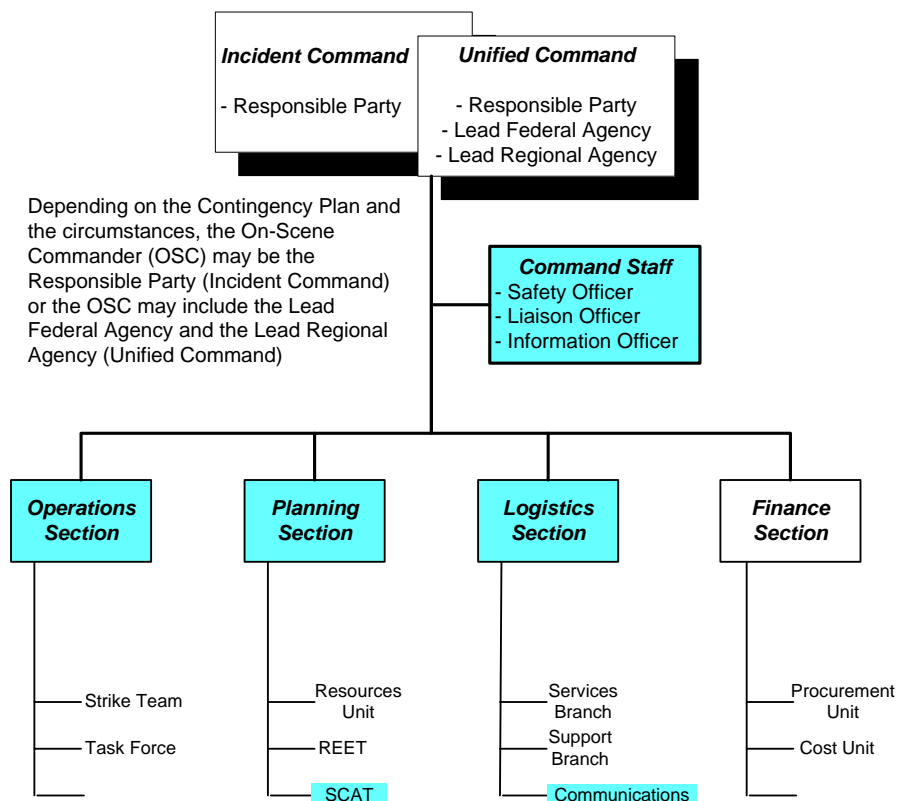 Incident Command
- Responsible Party
Unified Command
- Responsible Party
- Lead Federal Agency
- Lead Regional Agency
Depending on the Contingency Plan and
the circumstances, the On-Scene
Commander (OSC) may be the
Responsible Party (Incident Command)
or the OSC may include the Lead
Federal Agency and the Lead Regional
Agency (Unified Command)
Command Staff
- Safety Officer
- Liaison Officer
- Information Officer
Operations
Section
Planning
Section
Logistics
Section
Finance
Section
Strike Team
Task Force
Resources
Unit
REET
SCAT
Services
Branch
Support
Branch
Communications
Procurement
Unit
Cost Unit